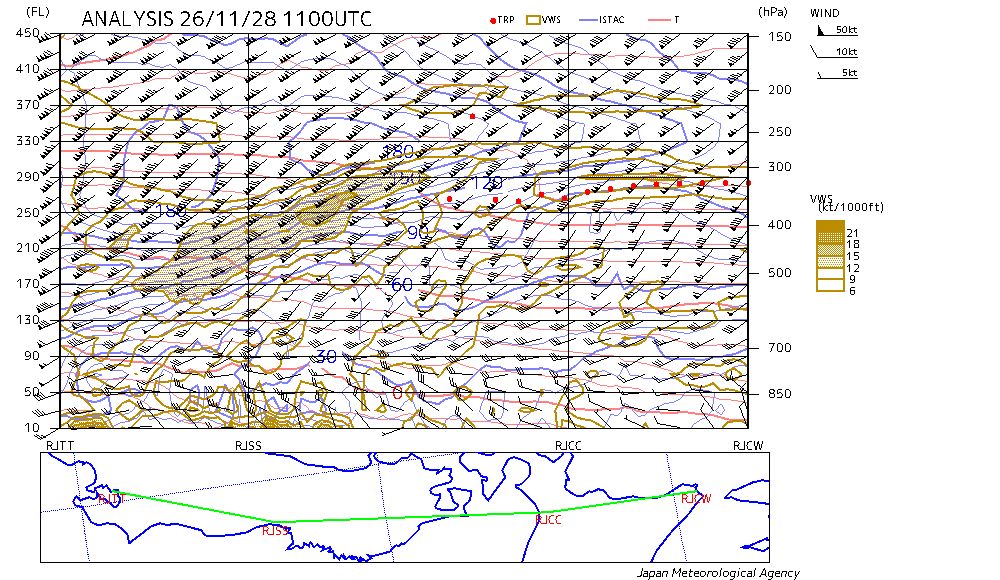 (FL) ANALYSIS 26/11/28 1100UTC TRP VWS ISTAC T (hPa) WIND
50kt
10kt
5kt
450 150
410
370 200
330 250
290 300
250 400
210
170 500
130
90 700
50 850
10
180
150
120
180
90
60
30
0
VWS
(kt/1000ft)
21
18
15
12
9
6
RJTT RJSS RJCC RJCW
RJTT RJCW
RJSS RJCC
Japan Meteorological Agency